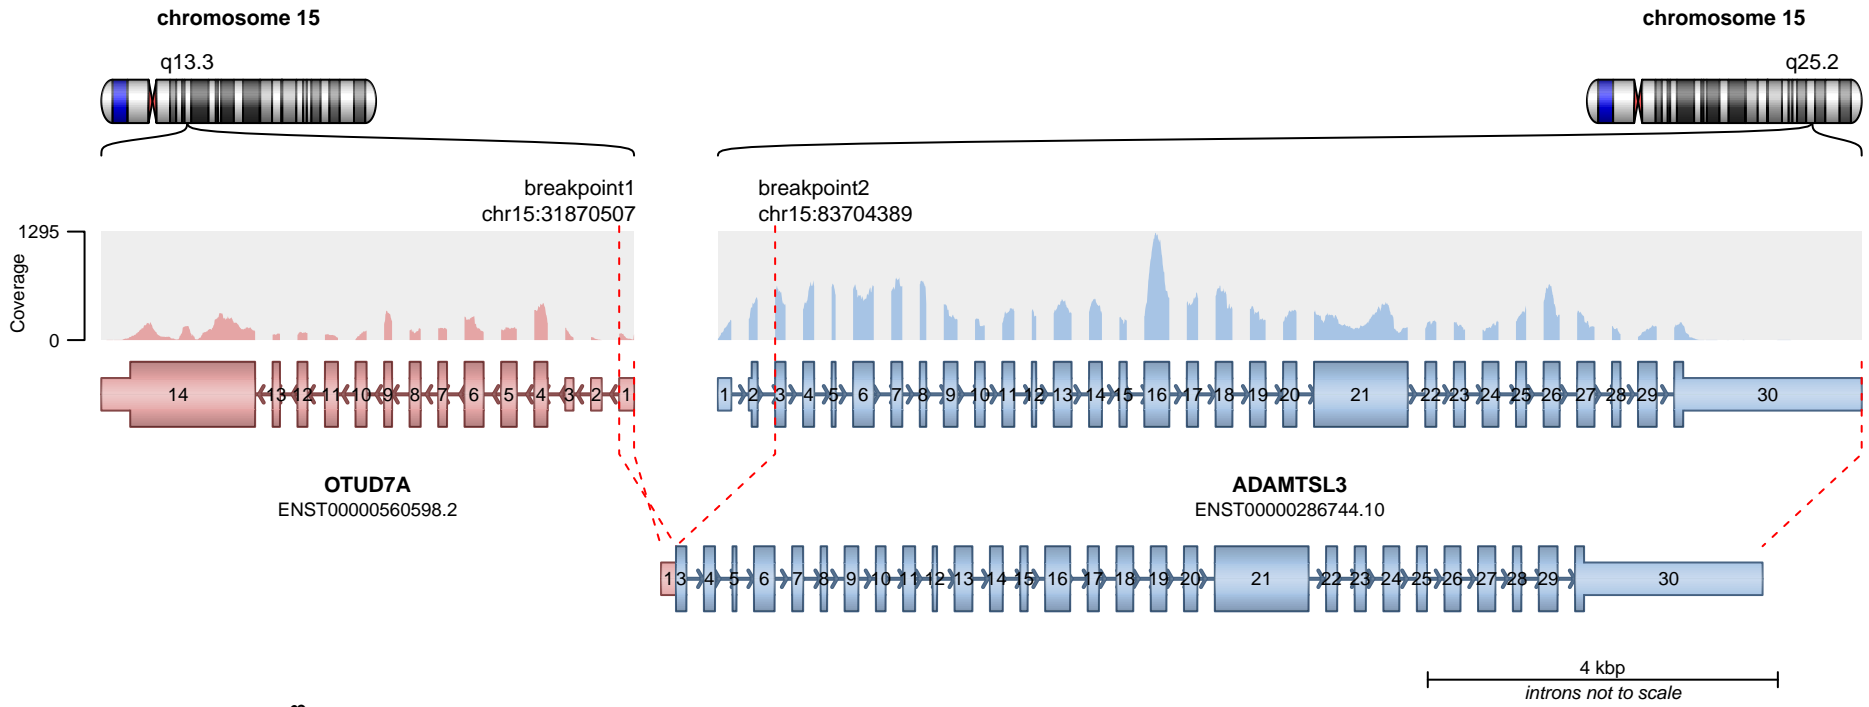 chromosome 15
chromosome 15
q13.3
q25.2
breakpoint1
chr15:31870507
breakpoint2
chr15:83704389
Coverage
1295
0
14 13 12 11 10 9 8 7 6 5 4 3 2 1
1 2 3 4 5 6 7 8 9 10 11 12 13 14 15 16 17 18 19 20 21 22 23 24 25 26 27 28 29 30
OTUD7A
ENST00000560598.2
ADAMTSL3
ENST00000286744.10
1 3 4 5 6 7 8 9 10 11 12 13 14 15 16 17 18 19 20 21 22 23 24 25 26 27 28 29 30
4 kbp
introns not to scale